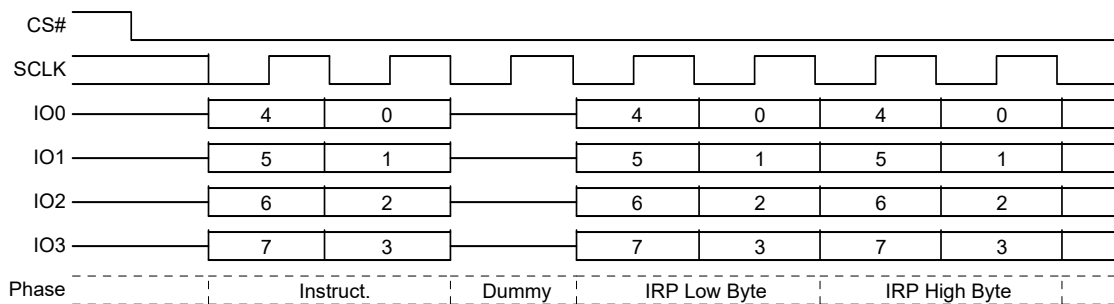 CS#
SCLK
IO0 4 0 4 0 4 0
IO1 5 1 5 1 5 1
IO2 6 2 6 2 6 2
IO3 7 3 7 3 7 3
Phase Instruct. Dummy IRP Low Byte IRP High Byte